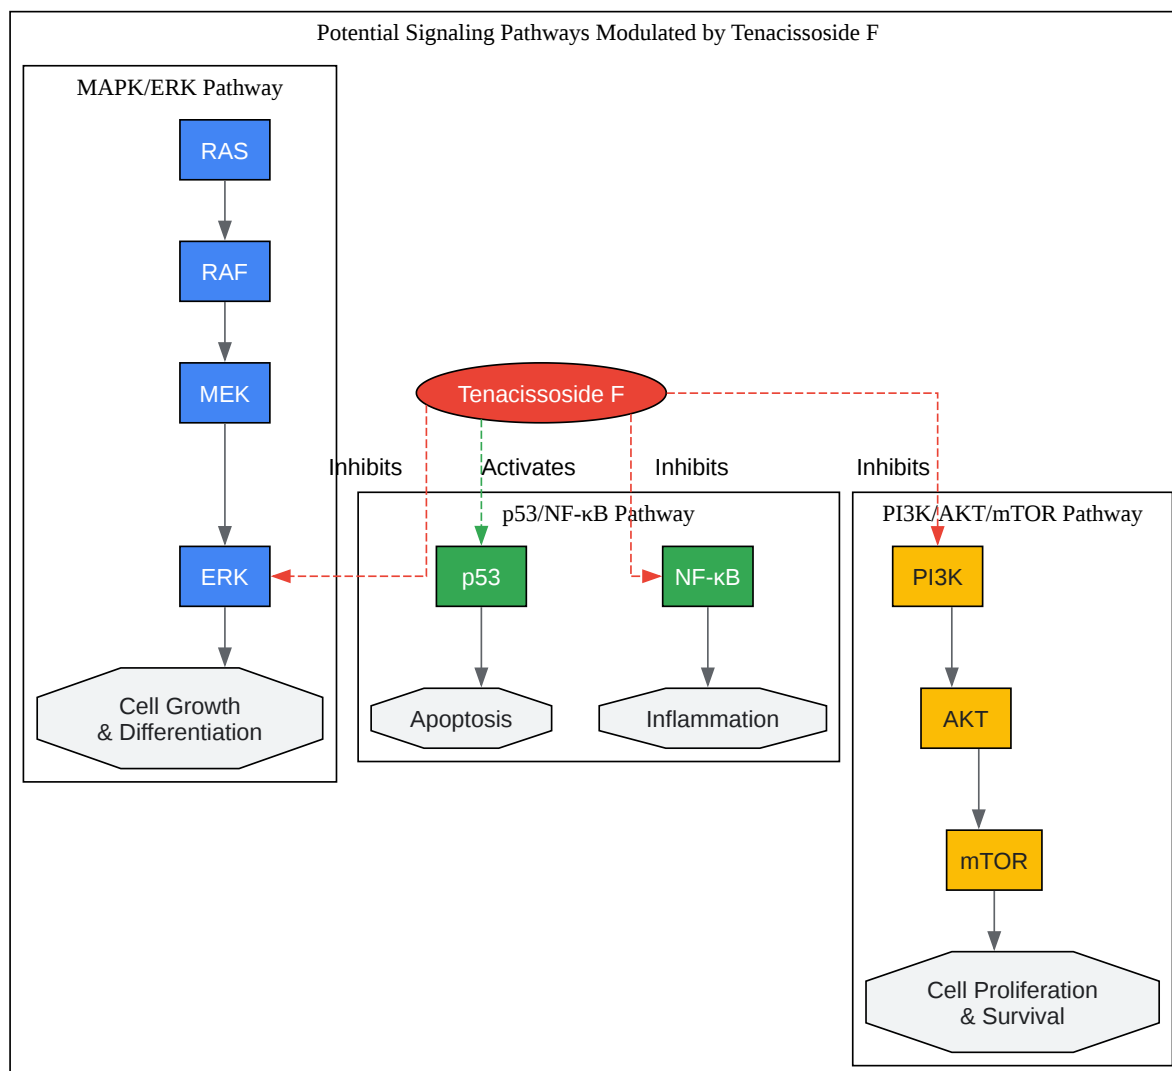 Potential Signaling Pathways Modulated by Tenacissoside F
MAPK/ERK Pathway
RAS
RAF
MEK
Tenacissoside F
Inhibits
Activates
Inhibits
Inhibits
p53/NF-κB Pathway
PI3K/AKT/mTOR Pathway
ERK
p53
NF-κB
PI3K
Cell Growth
& Differentiation
Apoptosis
Inflammation
AKT
mTOR
Cell Proliferation
& Survival